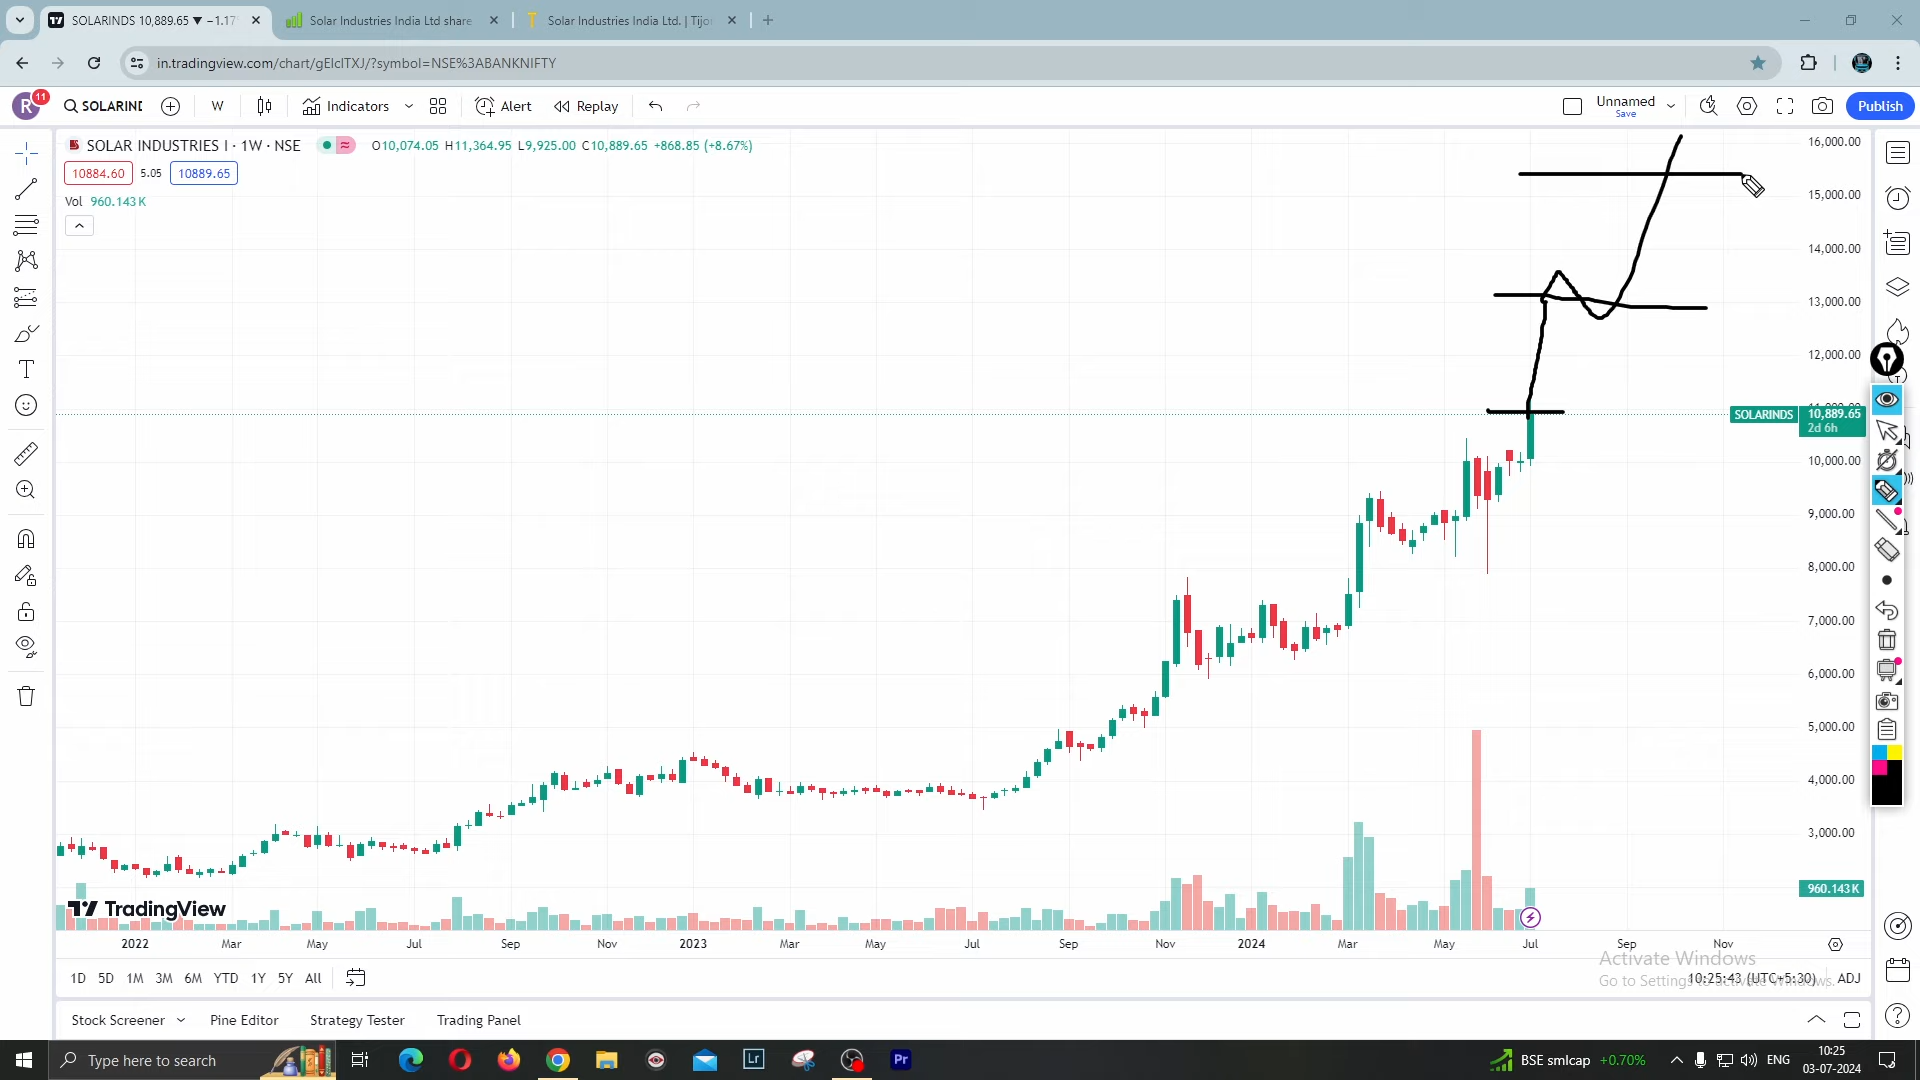 SOLARINDS 10,889.65 ▼ −1.17
Solar Industries India Ltd share
Solar Industries India Ltd. | Tijo
in.tradingview.com/chart/gElclTXJ/?symbol=NSE%3ABANKNIFTY
R 11 SOLARIND W Indicators Alert Replay Unnamed Save Publish
SOLAR INDUSTRIES I · 1W · NSE O10,074.05 H11,364.95 L9,925.00 C10,889.65 +868.85 (+8.67%)
10884.60 5.05 10889.65
Vol 960.143K
16,000.00
15,000.00
14,000.00
13,000.00
12,000.00
SOLARINDS 10,889.65
2d 6h
10,000.00
9,000.00
8,000.00
7,000.00
6,000.00
5,000.00
4,000.00
3,000.00
960.143K
TradingView
2022 Mar May Jul Sep Nov 2023 Mar May Jul Sep Nov 2024 Mar May Jul Sep Nov
Activate Windows
Go to Settings to activate Windows.
1D 5D 1M 3M 6M YTD 1Y 5Y All 10:25:43 (UTC+5:30) ADJ
Stock Screener Pine Editor Strategy Tester Trading Panel
Type here to search Lr Pr BSE smlcap +0.70% ENG 10:25
03-07-2024